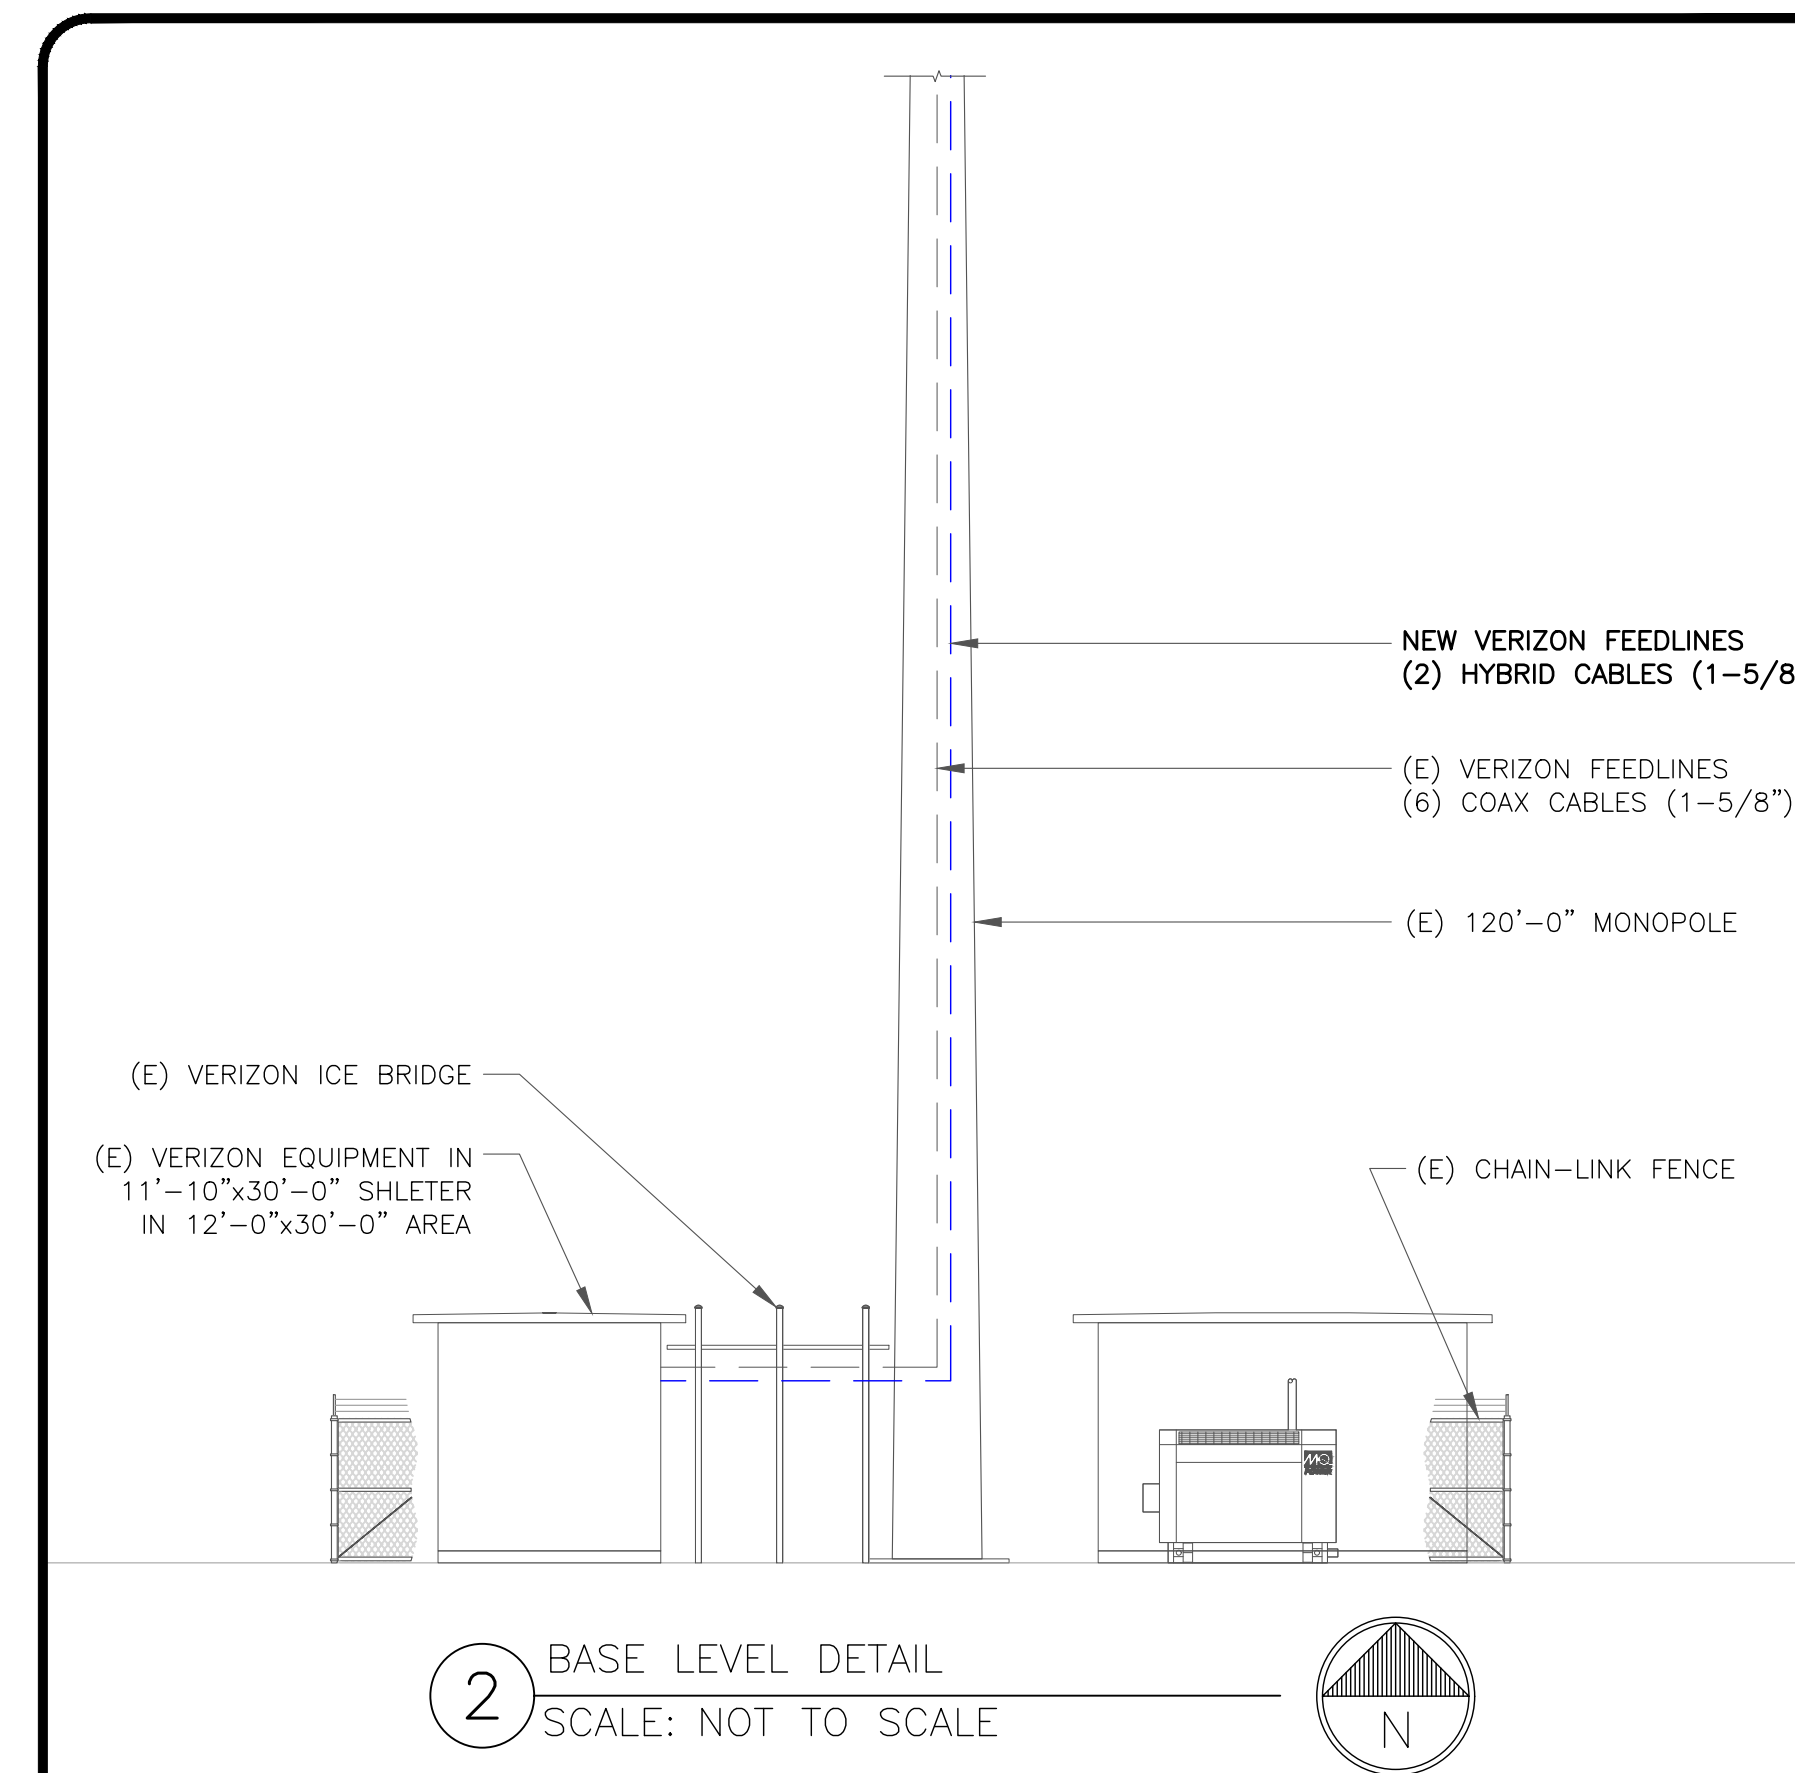 NEW VERIZON FEEDLINES
(2) HYBRID CABLES (1-5/8
(E) VERIZON FEEDLINES
(6) COAX CABLES (1-5/8")
(E) 120'-0" MONOPOLE
(E) VERIZON ICE BRIDGE
(E) VERIZON EQUIPMENT IN
11'-10"x30'-0" SHLETER
IN 12'-0"x30'-0" AREA
(E) CHAIN-LINK FENCE
MQ
POWER
2
BASE LEVEL DETAIL
SCALE: NOT TO SCALE
N